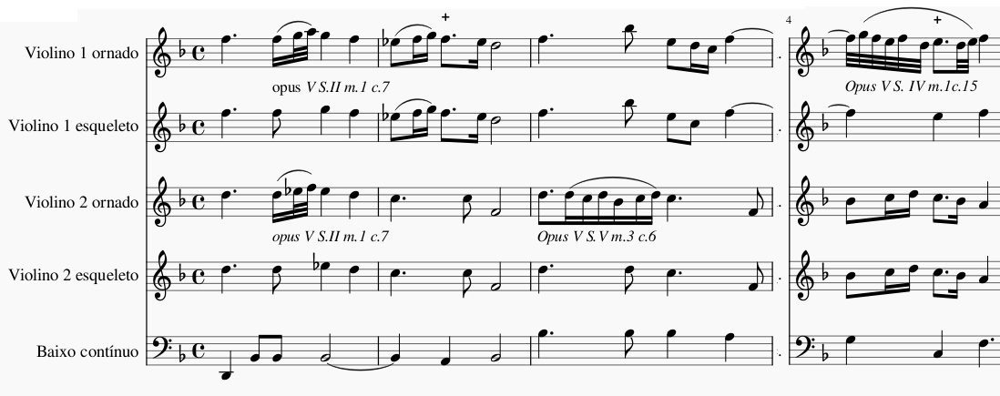 4
Violino 1 ornado
opus V S.II m.1 c.7
Opus V S. IV m.1c.15
Violino 1 esqueleto
Violino 2 ornado
opus V S.II m.1 c.7
Opus V S.V m.3 c.6
Violino 2 esqueleto
Baixo contínuo